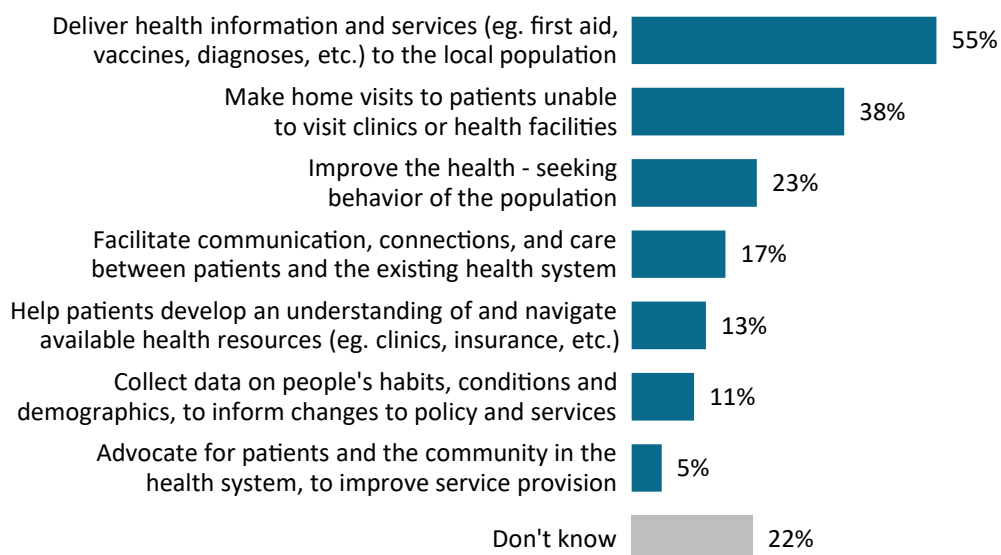 Deliver health information and services (eg. first aid,
vaccines, diagnoses, etc.) to the local population
55%
Make home visits to patients unable
to visit clinics or health facilities
38%
Improve the health - seeking
behavior of the population
23%
Facilitate communication, connections, and care
between patients and the existing health system
17%
Help patients develop an understanding of and navigate
available health resources (eg. clinics, insurance, etc.)
13%
Collect data on people's habits, conditions and
demographics, to inform changes to policy and services
11%
Advocate for patients and the community in the
health system, to improve service provision
5%
Don't know
22%